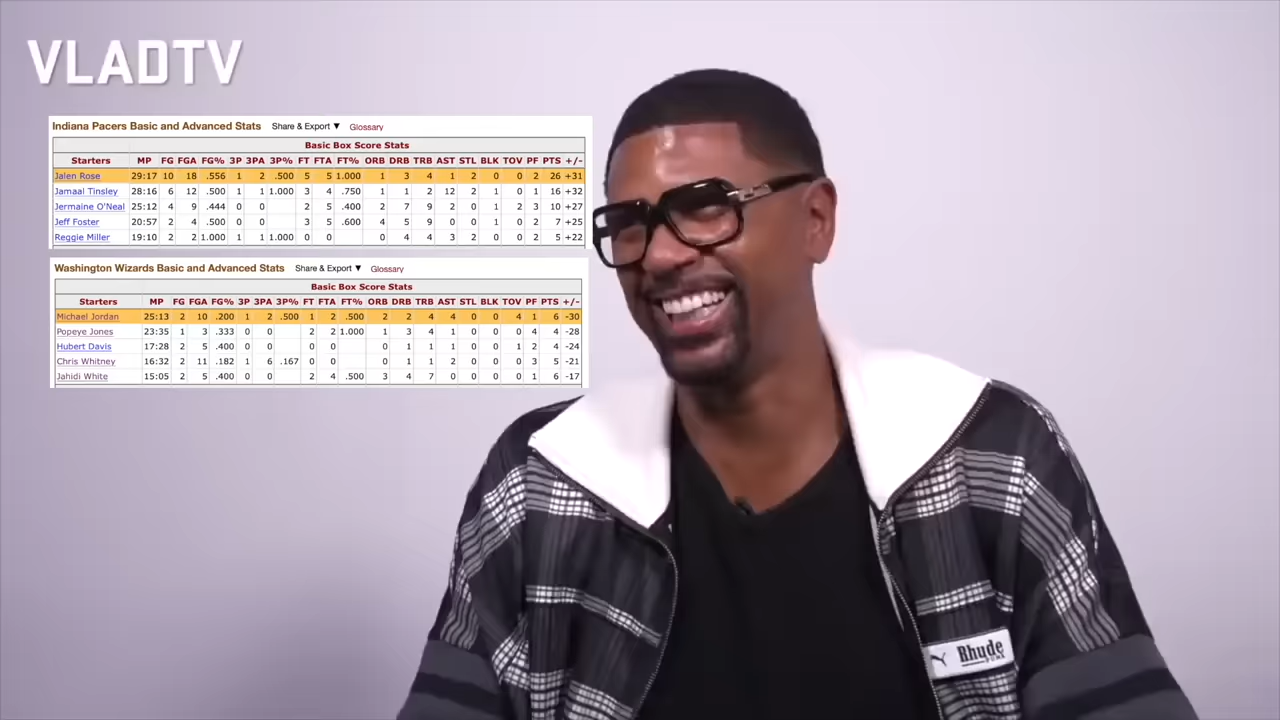 VLADTV
Indiana Pacers Basic and Advanced Stats Share & Export ▼ Glossary
Basic Box Score Stats
Starters MP FG FGA FG% 3P 3PA 3P% FT FTA FT% ORB DRB TRB AST STL BLK TOV PF PTS +/-
Jalen Rose 29:17 10 18 .556 1 2 .500 5 5 1.000 1 3 4 1 2 0 0 2 26 +31
Jamaal Tinsley 28:16 6 12 .500 1 1 1.000 3 4 .750 1 1 2 12 2 0 1 1 16 +32
Jermaine O'Neal 25:12 4 9 .444 0 0 2 5 .400 2 7 9 2 0 1 2 3 10 +27
Jeff Foster 20:57 2 4 .500 0 0 3 5 .600 4 5 9 0 0 1 0 2 7 +25
Reggie Miller 19:10 2 2 1.000 1 1 1.000 0 0 0 4 4 3 2 0 0 2 5 +22
Washington Wizards Basic and Advanced Stats Share & Export ▼ Glossary
Basic Box Score Stats
Starters MP FG FGA FG% 3P 3PA 3P% FT FTA FT% ORB DRB TRB AST STL BLK TOV PF PTS +/-
Michael Jordan 25:13 2 10 .200 1 2 .500 1 2 .500 2 2 4 4 0 0 4 1 6 -30
Popeye Jones 23:35 1 3 .333 0 0 2 2 1.000 1 3 4 1 0 0 0 4 4 -28
Hubert Davis 17:28 2 5 .400 0 0 0 0 0 1 1 1 0 0 1 2 4 -24
Chris Whitney 16:32 2 11 .182 1 6 .167 0 0 0 1 1 2 0 0 0 3 5 -21
Jahidi White 15:05 2 5 .400 0 0 2 4 .500 3 4 7 0 0 0 0 1 6 -17
Rhude